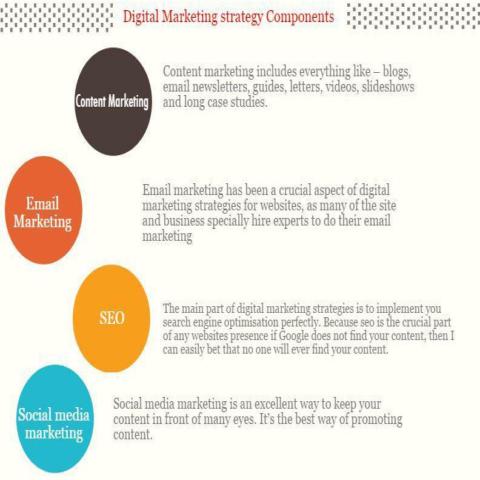 Digital Marketing strategy Components
Content Marketing
Content marketing includes everything like – blogs,
email newsletters, guides, letters, videos, slideshows
and long case studies.
Email
Marketing
Email marketing has been a crucial aspect of digital
marketing strategies for websites, as many of the site
and business specially hire experts to do their email
marketing
SEO
The main part of digital marketing strategies is to implement you
search engine optimisation perfectly. Because seo is the crucial part
of any websites presence if Google does not find your content, then I
can easily bet that no one will ever find your content.
Social media
marketing
Social media marketing is an excellent way to keep your
content in front of many eyes. It's the best way of promoting
content.